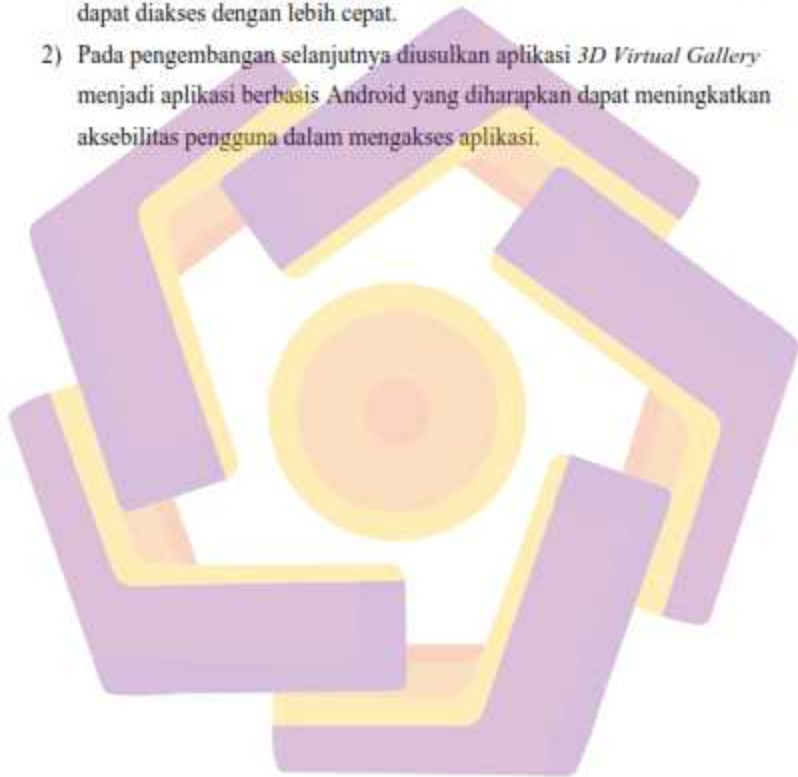 dapat diakses dengan lebih cepat.
2) Pada pengembangan selanjutnya diusulkan aplikasi 3D Virtual Gallery
menjadi aplikasi berbasis Android yang diharapkan dapat meningkatkan
aksebilitas pengguna dalam mengakses aplikasi.